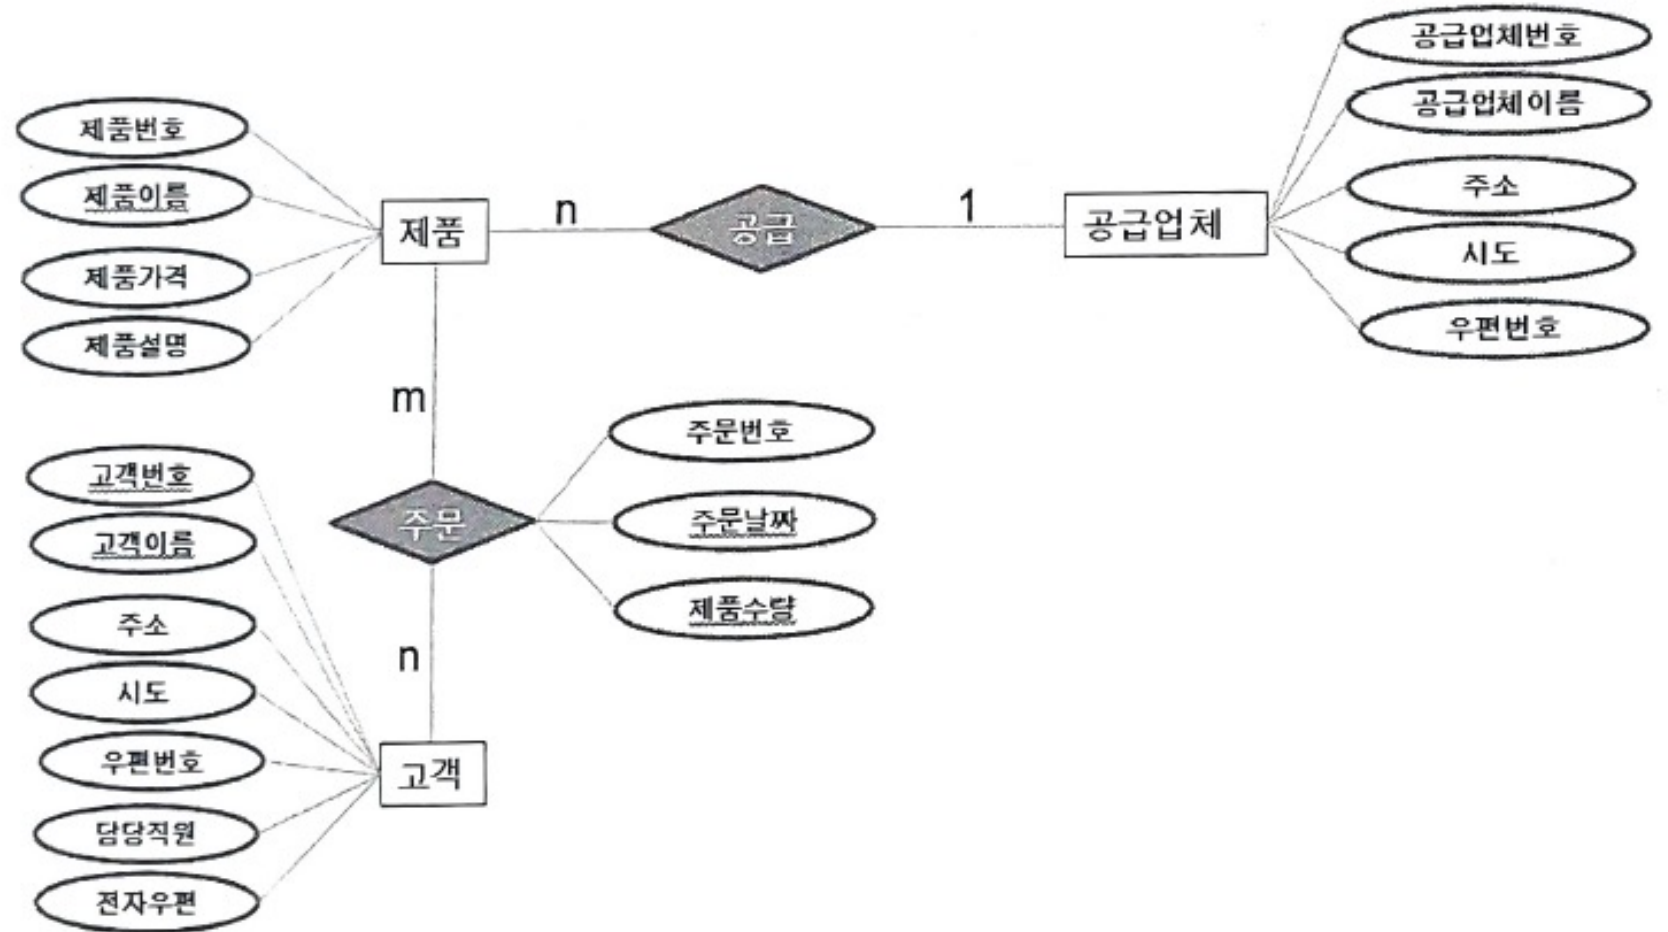 공급업체번호
공급업체이름
제품번호
제품이름
주소
제품
n
공급
1
공급업체
제품가격
시도
제품설명
우편번호
m
주문번호
고객번호
주문
주문날짜
고객이름
제품수량
주소
n
시도
우편번호
고객
담당직원
전자우편